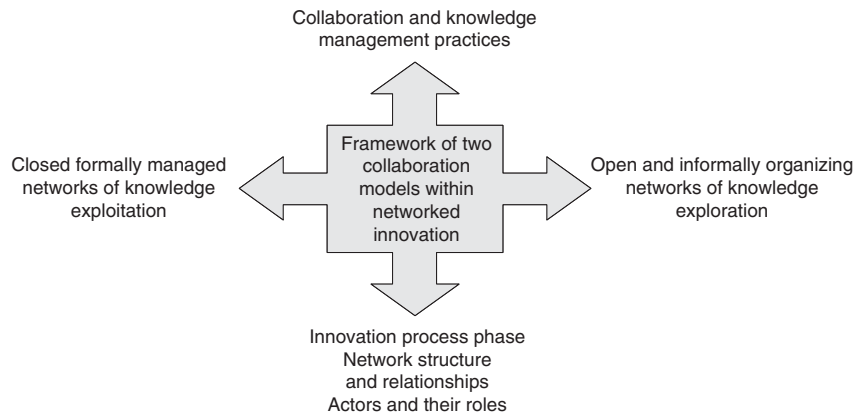 Collaboration and knowledge
management practices
Closed formally managed
networks of knowledge
exploitation
Framework of two
collaboration
models within
networked
innovation
Open and informally organizing
networks of knowledge
exploration
Innovation process phase
Network structure
and relationships
Actors and their roles